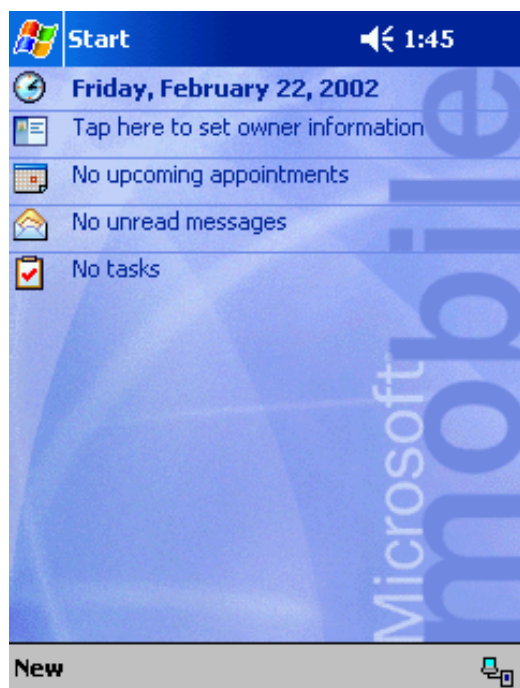 Start 1:45
Friday, February 22, 2002
Tap here to set owner information
No upcoming appointments
No unread messages
No tasks
Microsoft
mobile
New